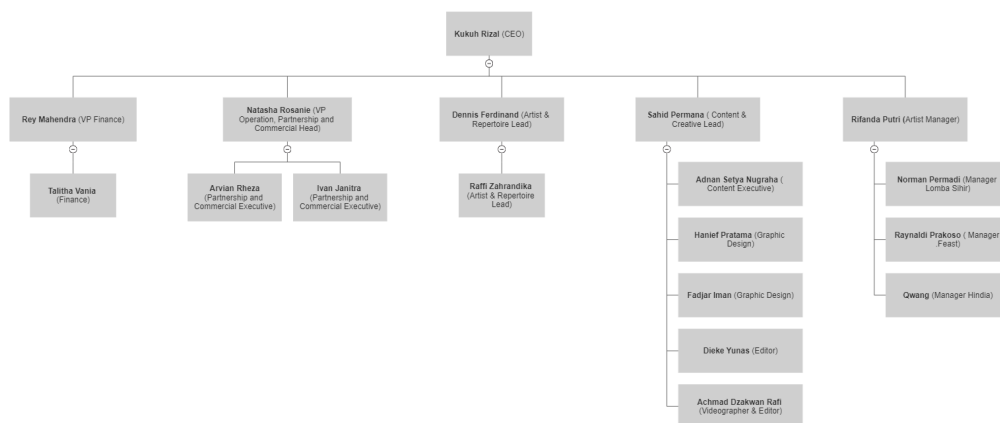 Kukuh Rizal (CEO)
Rey Mahendra (VP Finance)
Natasha Rosanie (VP
Operation, Partnership and
Commercial Head)
Dennis Ferdinand (Artist &
Repertoire Lead)
Sahid Permana ( Content &
Creative Lead)
Rifanda Putri (Artist Manager)
Talitha Vania
(Finance)
Arvian Rheza
(Partnership and
Commercial Executive)
Ivan Janitra
(Partnership and
Commercial Executive)
Raffi Zahrandika
(Artist & Repertoire
Lead)
Adnan Setya Nugraha (
Content Executive)
Hanief Pratama (Graphic
Design)
Fadjar Iman (Graphic Design)
Dieke Yunas (Editor)
Achmad Dzakwan Rafi
(Videographer & Editor)
Norman Permadi (Manager
Lomba Sihir)
Raynaldi Prakoso ( Manager
.Feast)
Qwang (Manager Hindia)